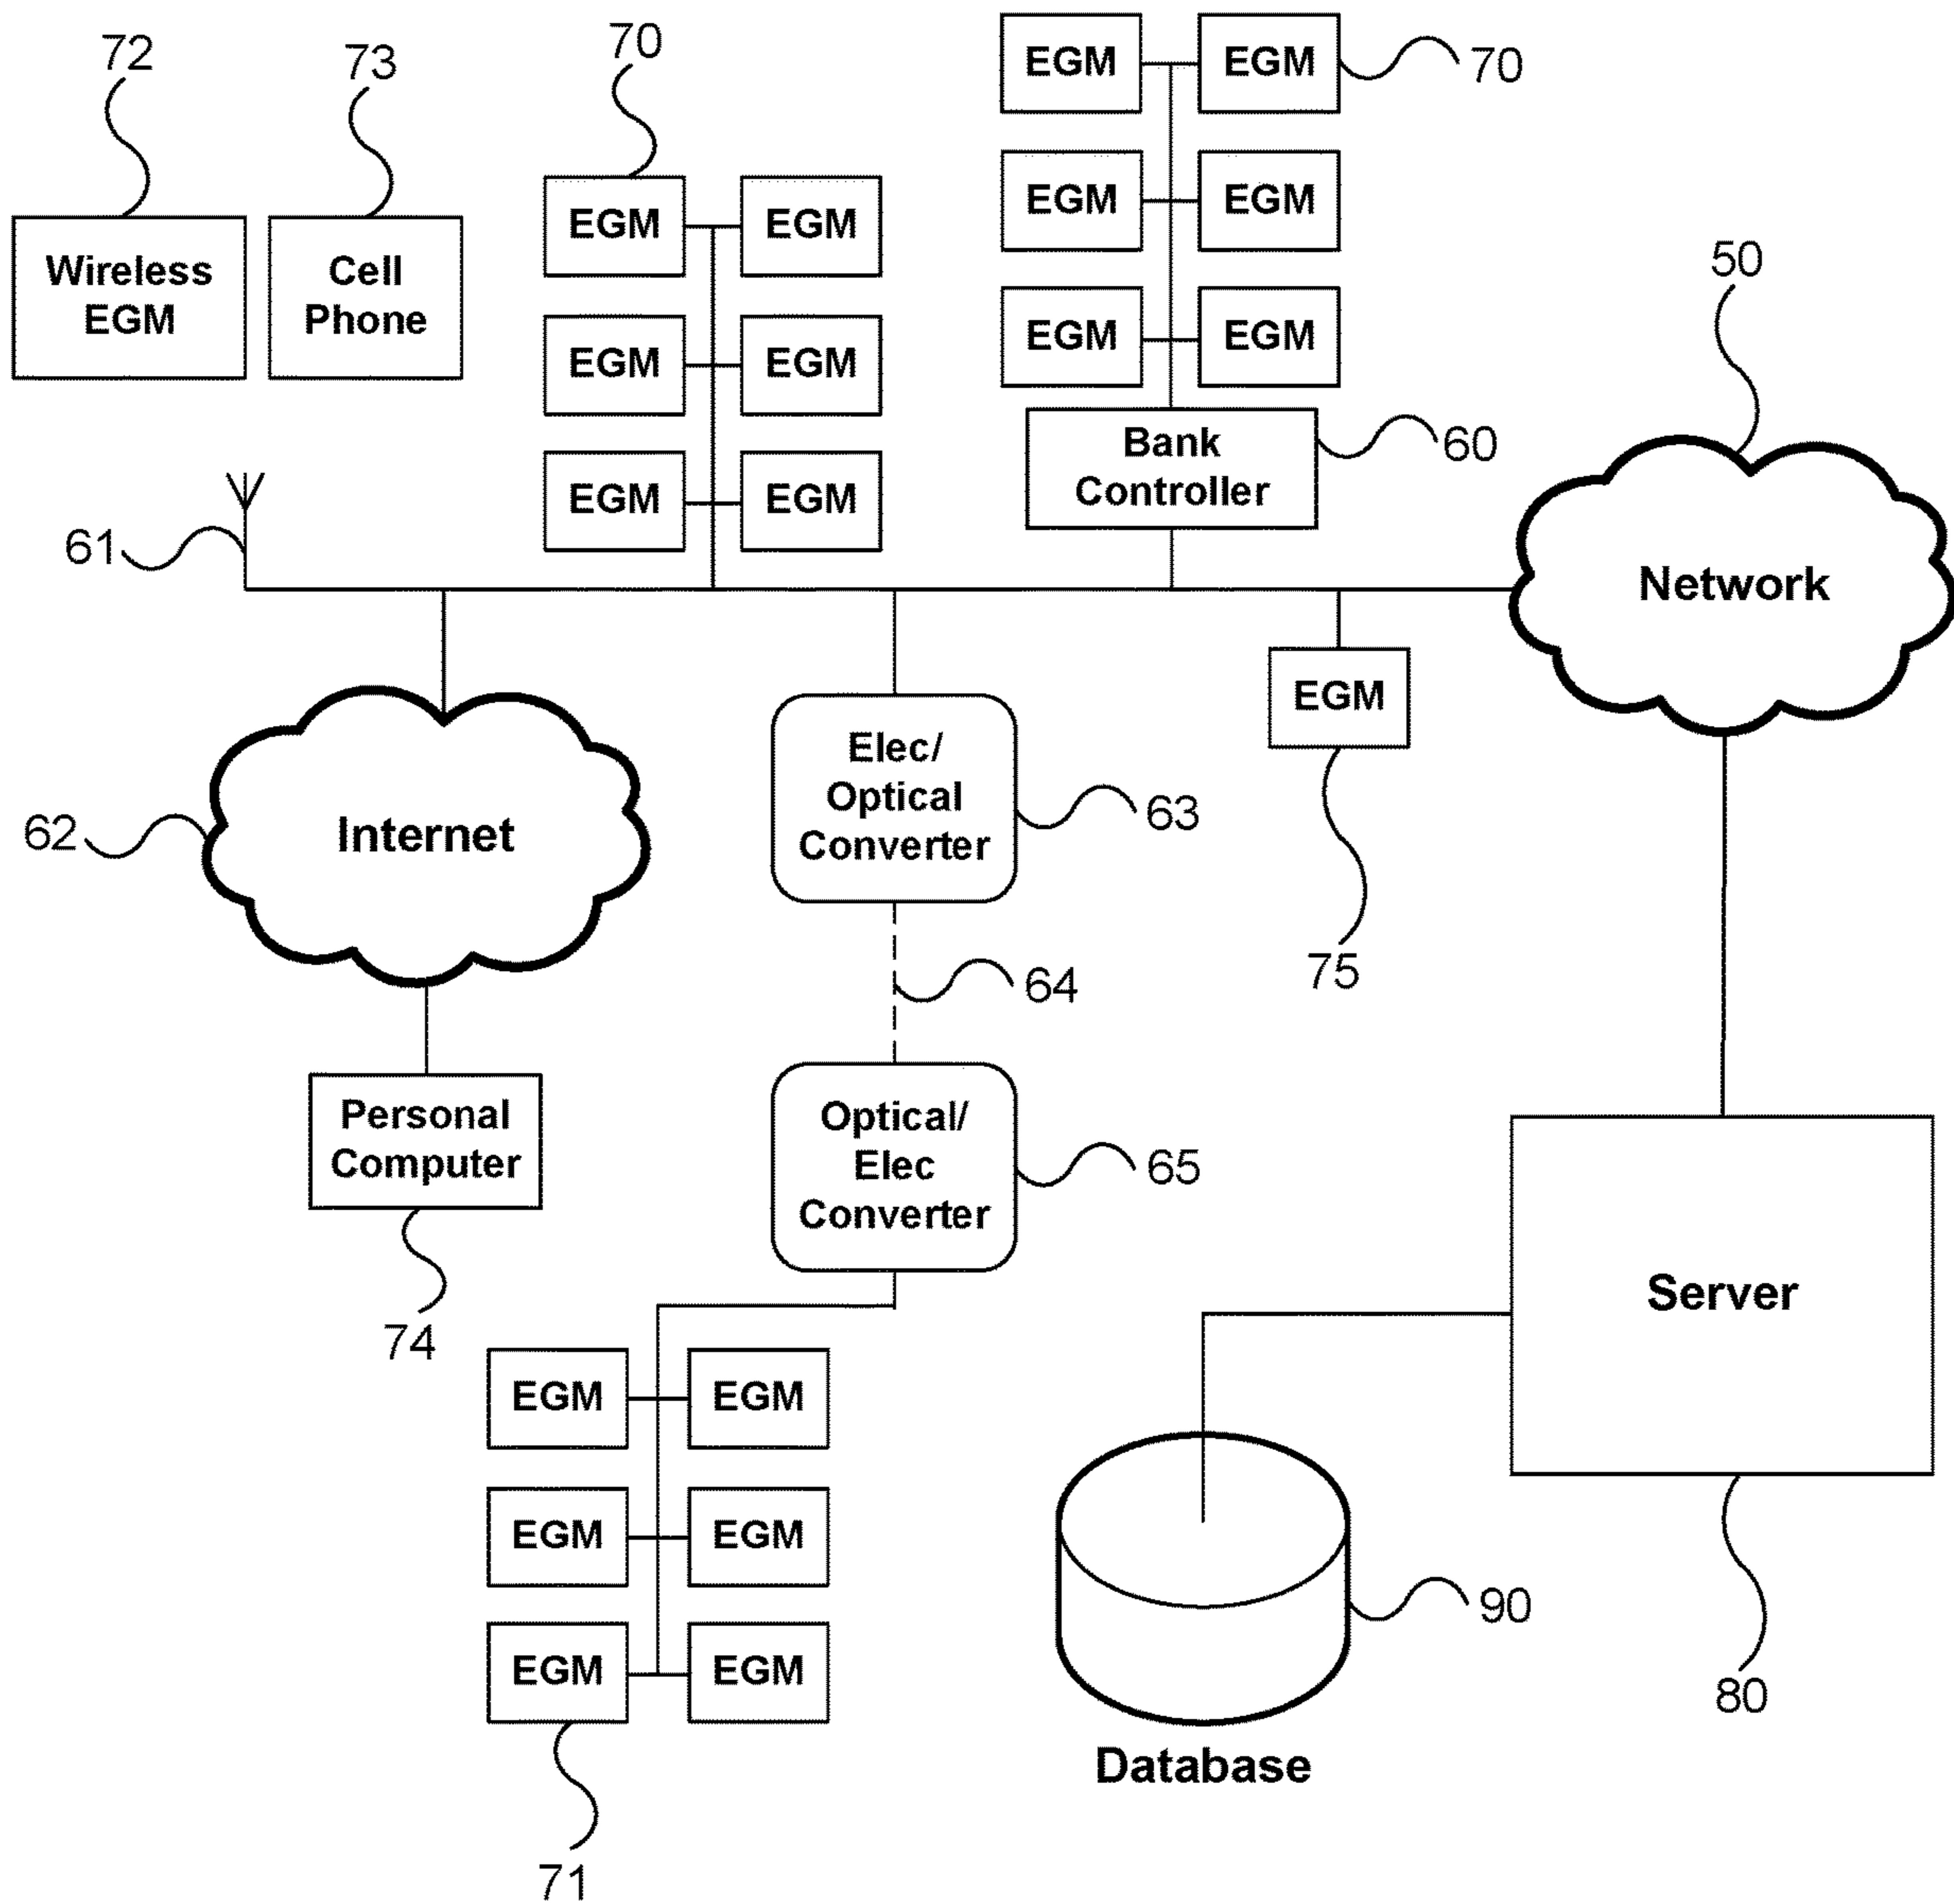 72
73
70
EGM
EGM
70
EGM
EGM
EGM
EGM
EGM
EGM
Wireless
EGM
Cell
Phone
EGM
EGM
EGM
EGM
EGM
EGM
50
Bank
Controller
60
61
Network
EGM
75
Internet
62
Elec/
Optical
Converter
63
64
Personal
Computer
74
Optical/
Elec
Converter
65
Server
80
EGM
EGM
EGM
EGM
EGM
EGM
71
90
Database